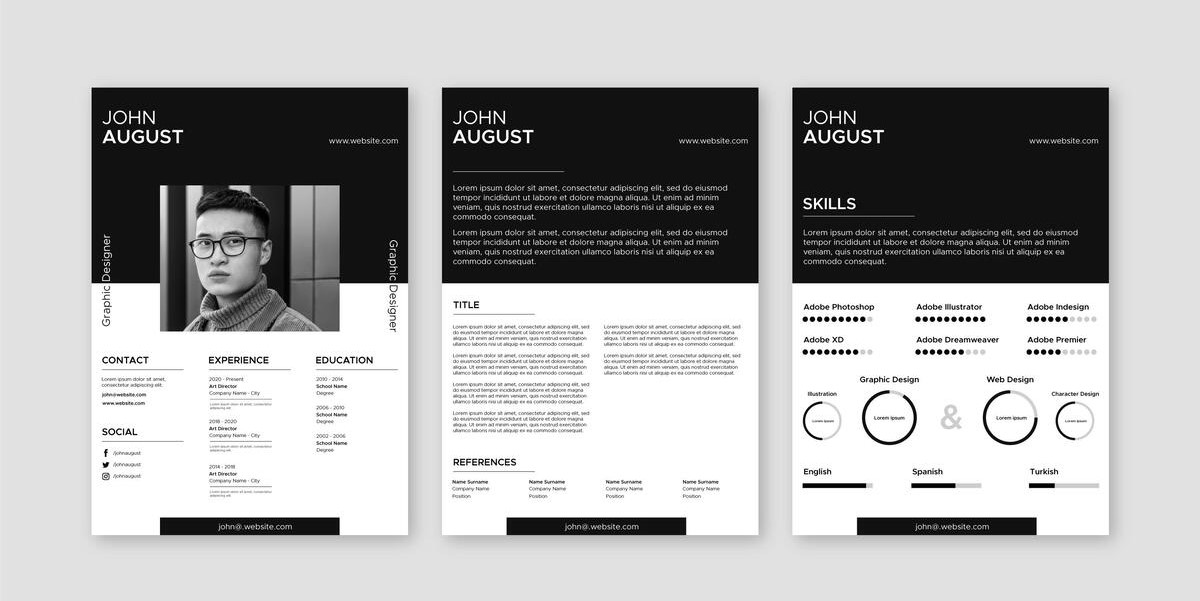 JOHN
AUGUST
www.website.com
Graphic Designer
Graphic Designer
CONTACT
Lorem ipsum dolor sit amet,
consectetur adipiscing elit.
john@website.com
www.website.com
SOCIAL
/johnaugust
/johnaugust
/johnaugust
EXPERIENCE
2020 - Present
Art Director
Company Name - City
Lorem ipsum dolor sit amet, consectetur
adipiscing elit.
2018 - 2020
Art Director
Company Name - City
Lorem ipsum dolor sit amet, consectetur
adipiscing elit.
2014 - 2018
Art Director
Company Name - City
Lorem ipsum dolor sit amet, consectetur
adipiscing elit.
EDUCATION
2010 - 2014
School Name
Degree
2006 - 2010
School Name
Degree
2002 - 2006
School Name
Degree
john@.website.com
JOHN
AUGUST
www.website.com
Lorem ipsum dolor sit amet, consectetur adipiscing elit, sed do eiusmod
tempor incididunt ut labore et dolore magna aliqua. Ut enim ad minim
veniam, quis nostrud exercitation ullamco laboris nisi ut aliquip ex ea
commodo consequat.
Lorem ipsum dolor sit amet, consectetur adipiscing elit, sed do eiusmod
tempor incididunt ut labore et dolore magna aliqua. Ut enim ad minim
veniam, quis nostrud exercitation ullamco laboris nisi ut aliquip ex ea
commodo consequat.
TITLE
Lorem ipsum dolor sit amet, consectetur adipiscing elit, sed
do eiusmod tempor incididunt ut labore et dolore magna
aliqua. Ut enim ad minim veniam, quis nostrud exercitation
ullamco laboris nisi ut aliquip ex ea commodo consequat.
Lorem ipsum dolor sit amet, consectetur adipiscing elit, sed
do eiusmod tempor incididunt ut labore et dolore magna
aliqua. Ut enim ad minim veniam, quis nostrud exercitation
ullamco laboris nisi ut aliquip ex ea commodo consequat.
Lorem ipsum dolor sit amet, consectetur adipiscing elit, sed
do eiusmod tempor incididunt ut labore et dolore magna
aliqua. Ut enim ad minim veniam, quis nostrud exercitation
ullamco laboris nisi ut aliquip ex ea commodo consequat.
Lorem ipsum dolor sit amet, consectetur adipiscing elit, sed
do eiusmod tempor incididunt ut labore et dolore magna
aliqua. Ut enim ad minim veniam, quis nostrud exercitation
ullamco laboris nisi ut aliquip ex ea commodo consequat.
Lorem ipsum dolor sit amet, consectetur adipiscing elit, sed
do eiusmod tempor incididunt ut labore et dolore magna
aliqua. Ut enim ad minim veniam, quis nostrud exercitation
ullamco laboris nisi ut aliquip ex ea commodo consequat.
Lorem ipsum dolor sit amet, consectetur adipiscing elit, sed
do eiusmod tempor incididunt ut labore et dolore magna
aliqua. Ut enim ad minim veniam, quis nostrud exercitation
ullamco laboris nisi ut aliquip ex ea commodo consequat.
REFERENCES
Name Surname
Company Name
Position
Name Surname
Company Name
Position
Name Surname
Company Name
Position
Name Surname
Company Name
Position
john@.website.com
JOHN
AUGUST
www.website.com
SKILLS
Lorem ipsum dolor sit amet, consectetur adipiscing elit, sed do eiusmod
tempor incididunt ut labore et dolore magna aliqua. Ut enim ad minim
veniam, quis nostrud exercitation ullamco laboris nisi ut aliquip ex ea
commodo consequat.
Adobe Photoshop
Adobe Illustrator
Adobe Indesign
Adobe XD
Adobe Dreamweaver
Adobe Premier
Graphic Design
Web Design
Illustration
Character Design
Lorem ipsum
Lorem ipsum
&
Lorem ipsum
Lorem ipsum
English
Spanish
Turkish
john@.website.com